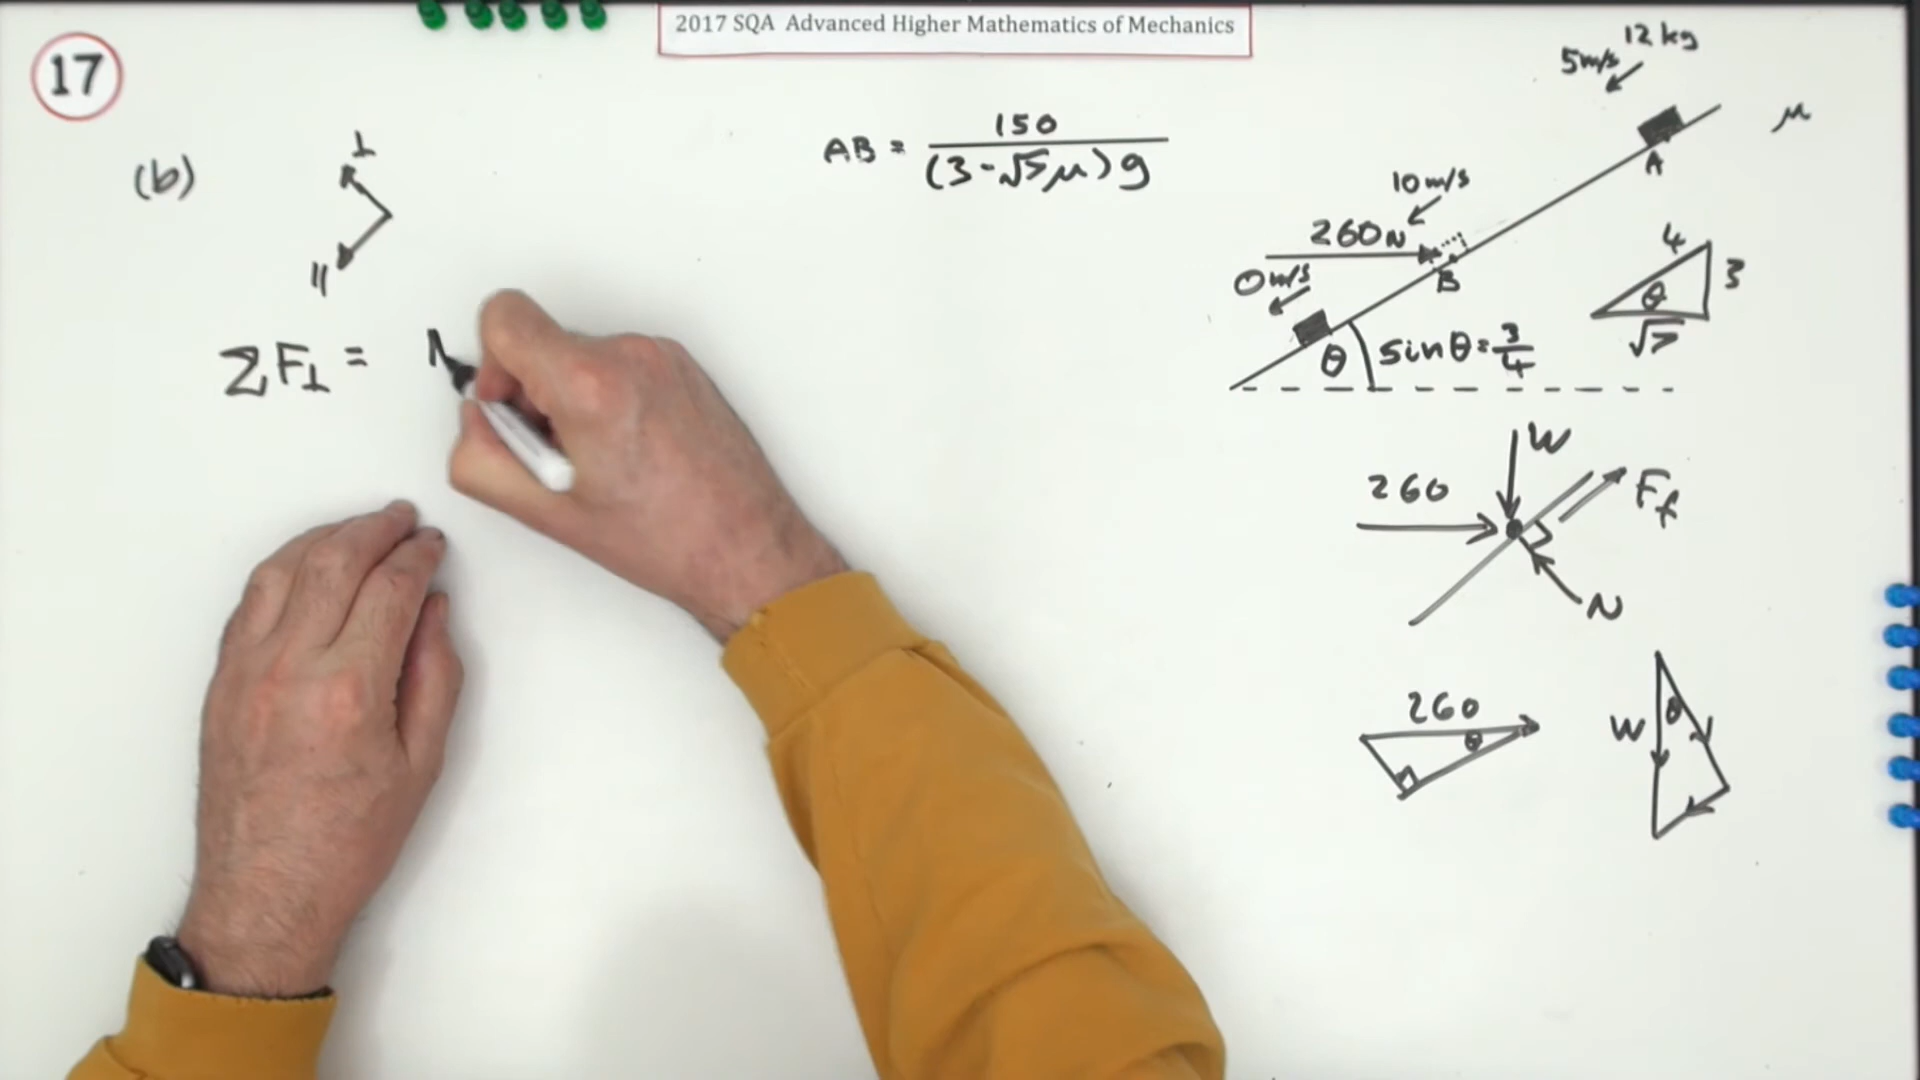 2017 SQA Advanced Higher Mathematics of Mechanics
17
(b)
⊥
||
AB = 150 / (3-√7μ)g
ΣF⊥ = N
12 kg
5m/s
μ
A
10 m/s
260N
B
0m/s
θ
sinθ = 3/4
4
3
θ
√7
W
260
Ff
N
260
θ
W
θ